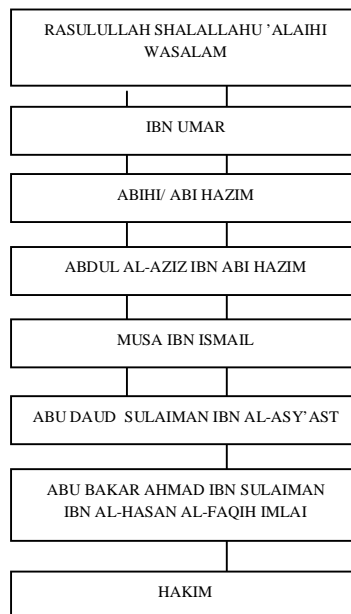 RASULULLAH SHALALLAHU 'ALAIHI
WASALAM
IBN UMAR
ABIHI/ ABI HAZIM
ABDUL AL-AZIZ IBN ABI HAZIM
MUSA IBN ISMAIL
ABU DAUD  SULAIMAN IBN AL-ASY'AST
ABU BAKAR AHMAD IBN SULAIMAN
IBN AL-HASAN AL-FAQIH IMLAI
HAKIM